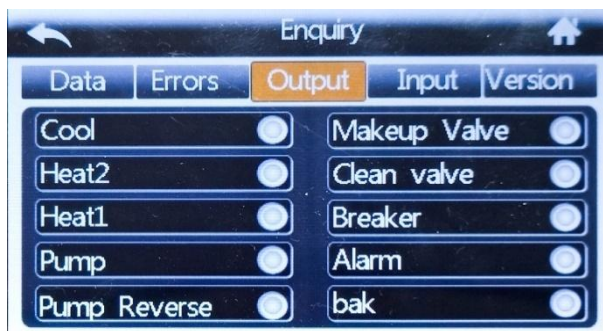 Enquiry
Data Errors Output Input Version
Cool
Heat2
Heat1
Pump
Pump Reverse
Makeup Valve
Clean valve
Breaker
Alarm
bak